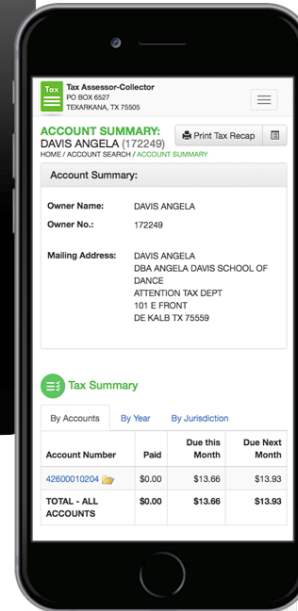 Tax
Tax Assessor-Collector
PO BOX 6527
TEXARKANA, TX 75505
ACCOUNT SUMMARY:
DAVIS ANGELA (172249)
Print Tax Recap
HOME / ACCOUNT SEARCH / ACCOUNT SUMMARY
Account Summary:
Owner Name: DAVIS ANGELA
Owner No.: 172249
Mailing Address: DAVIS ANGELA
DBA ANGELA DAVIS SCHOOL OF
DANCE
ATTENTION TAX DEPT
101 E FRONT
DE KALB TX 75559
Tax Summary
By Accounts By Year By Jurisdiction
Account Number Paid Due this Month Due Next Month
42600010204 $0.00 $13.66 $13.93
TOTAL - ALL ACCOUNTS $0.00 $13.66 $13.93